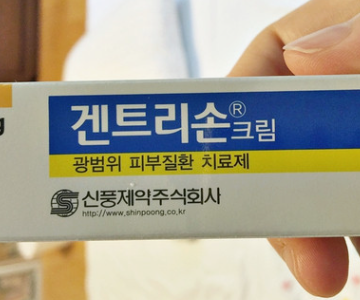 겐트리손® 크림
광범위 피부질환 치료제
신풍제약주식회사
http://www.shinpoong.co.kr